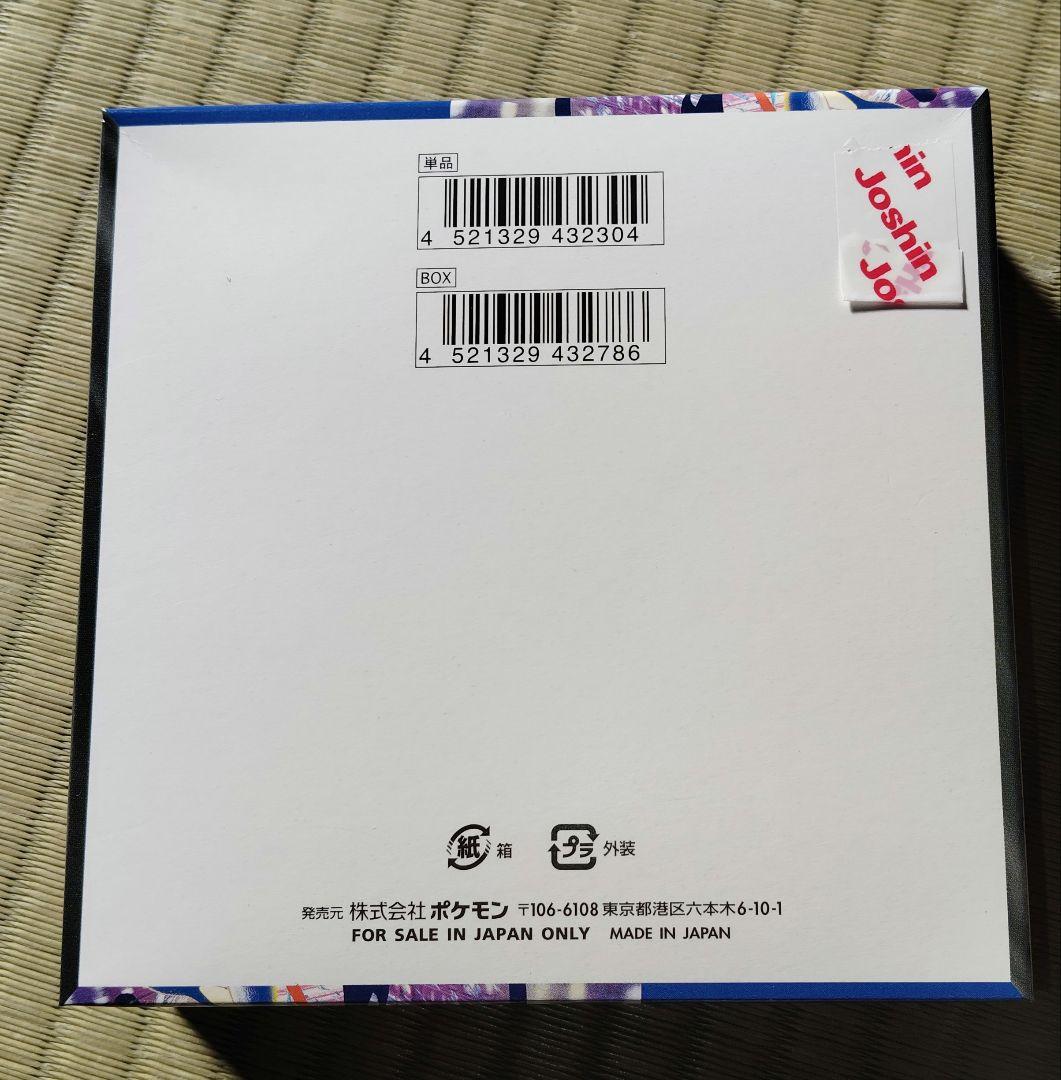 単品
4 521329 432304
BOX
4 521329 432786
Joshin
紙 箱 プラ 外装
発売元 株式会社 ポケモン 〒106-6108 東京都港区六本木6-10-1
FOR SALE IN JAPAN ONLY MADE IN JAPAN